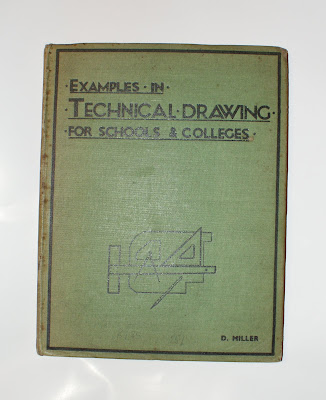 · EXAMPLES · IN ·
· TECHNICAL · DRAWING ·
· FOR SCHOOLS & COLLEGES ·
D. MILLER